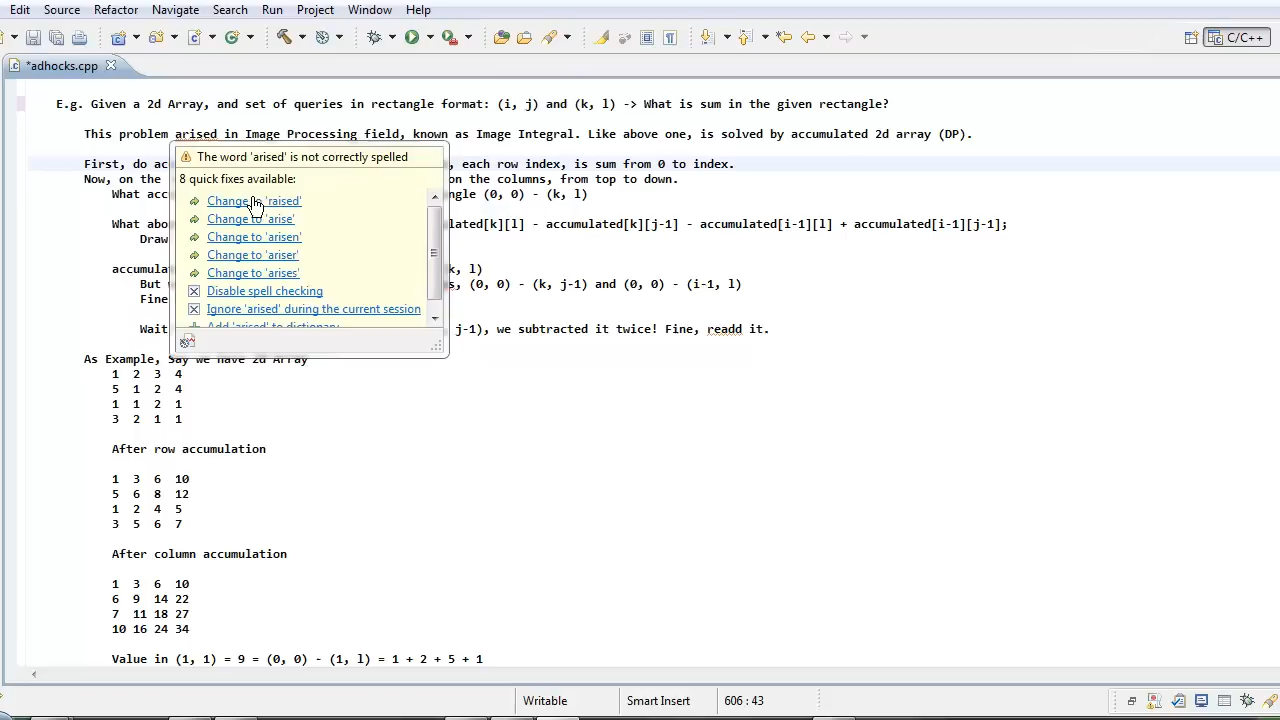 Edit Source Refactor Navigate Search Run Project Window Help
C/C++
*adhocks.cpp
E.g. Given a 2d Array, and set of queries in rectangle format: (i, j) and (k, l) -> What is sum in the given rectangle?
This problem arised in Image Processing field, known as Image Integral. Like above one, is solved by accumulated 2d array (DP).
The word 'arised' is not correctly spelled
First, do ac , each row index, is sum from 0 to index.
8 quick fixes available:
Now, on the on the columns, from top to down.
What acc ngle (0, 0) - (k, l)
Change to 'raised'
Change to 'arise'
What abo lated[k][l] - accumulated[k][j-1] - accumulated[i-1][l] + accumulated[i-1][j-1];
Draw
Change to 'arisen'
Change to 'ariser'
accumulat k, l)
Change to 'arises'
But s, (0, 0) - (k, j-1) and (0, 0) - (i-1, l)
Disable spell checking
Fine
Ignore 'arised' during the current session
Add 'arised' to dictionary
Wait j-1), we subtracted it twice! Fine, readd it.
As Example, Say we have 2d Array
1 2 3 4
5 1 2 4
1 1 2 1
3 2 1 1
After row accumulation
1 3 6 10
5 6 8 12
1 2 4 5
3 5 6 7
After column accumulation
1 3 6 10
6 9 14 22
7 11 18 27
10 16 24 34
Value in (1, 1) = 9 = (0, 0) - (1, l) = 1 + 2 + 5 + 1
Writable Smart Insert 606 : 43